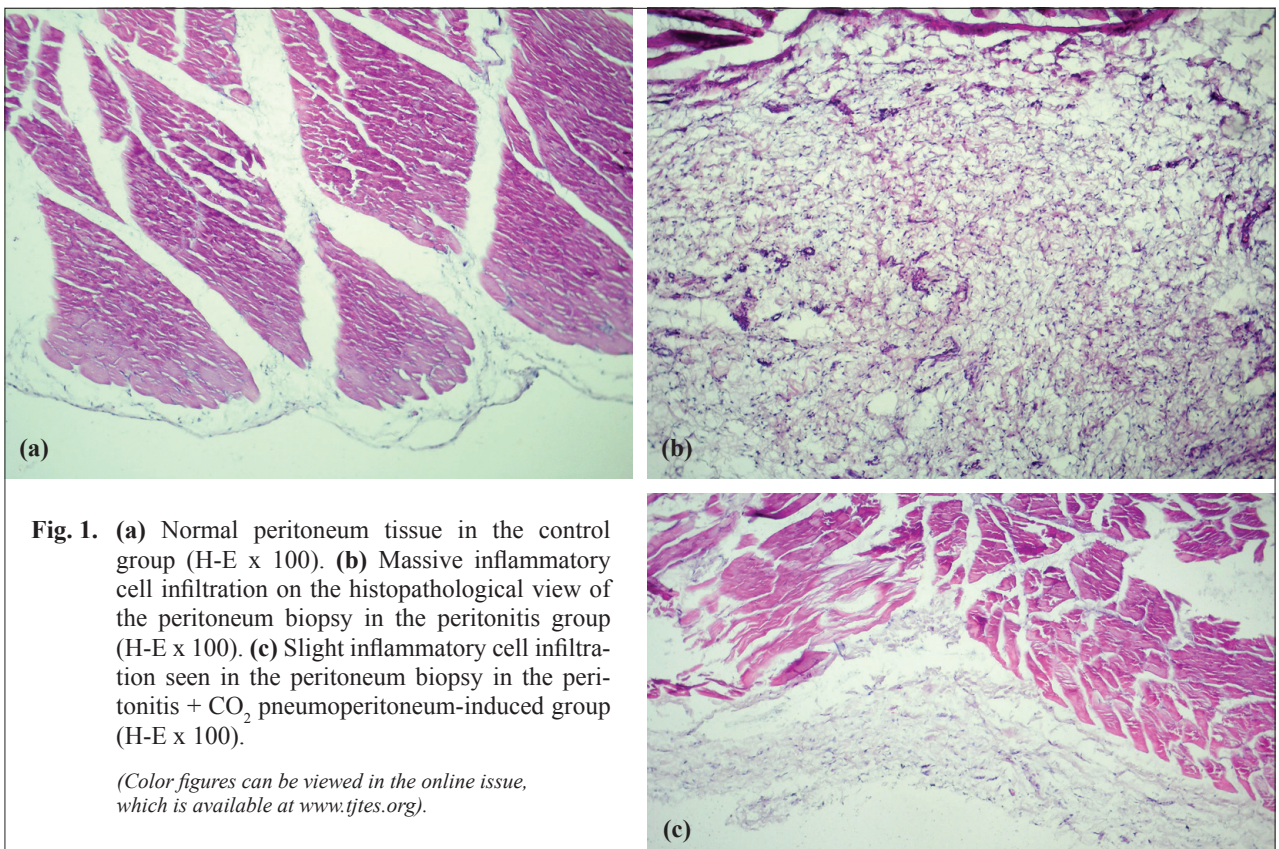 (a)
(b)
Fig. 1. (a) Normal peritoneum tissue in the control
group (H-E x 100). (b) Massive inflammatory
cell infiltration on the histopathological view of
the peritoneum biopsy in the peritonitis group
(H-E x 100). (c) Slight inflammatory cell infiltra-
tion seen in the peritoneum biopsy in the peri-
tonitis + CO₂ pneumoperitoneum-induced group
(H-E x 100).
(Color figures can be viewed in the online issue,
which is available at www.tjtes.org).
(c)